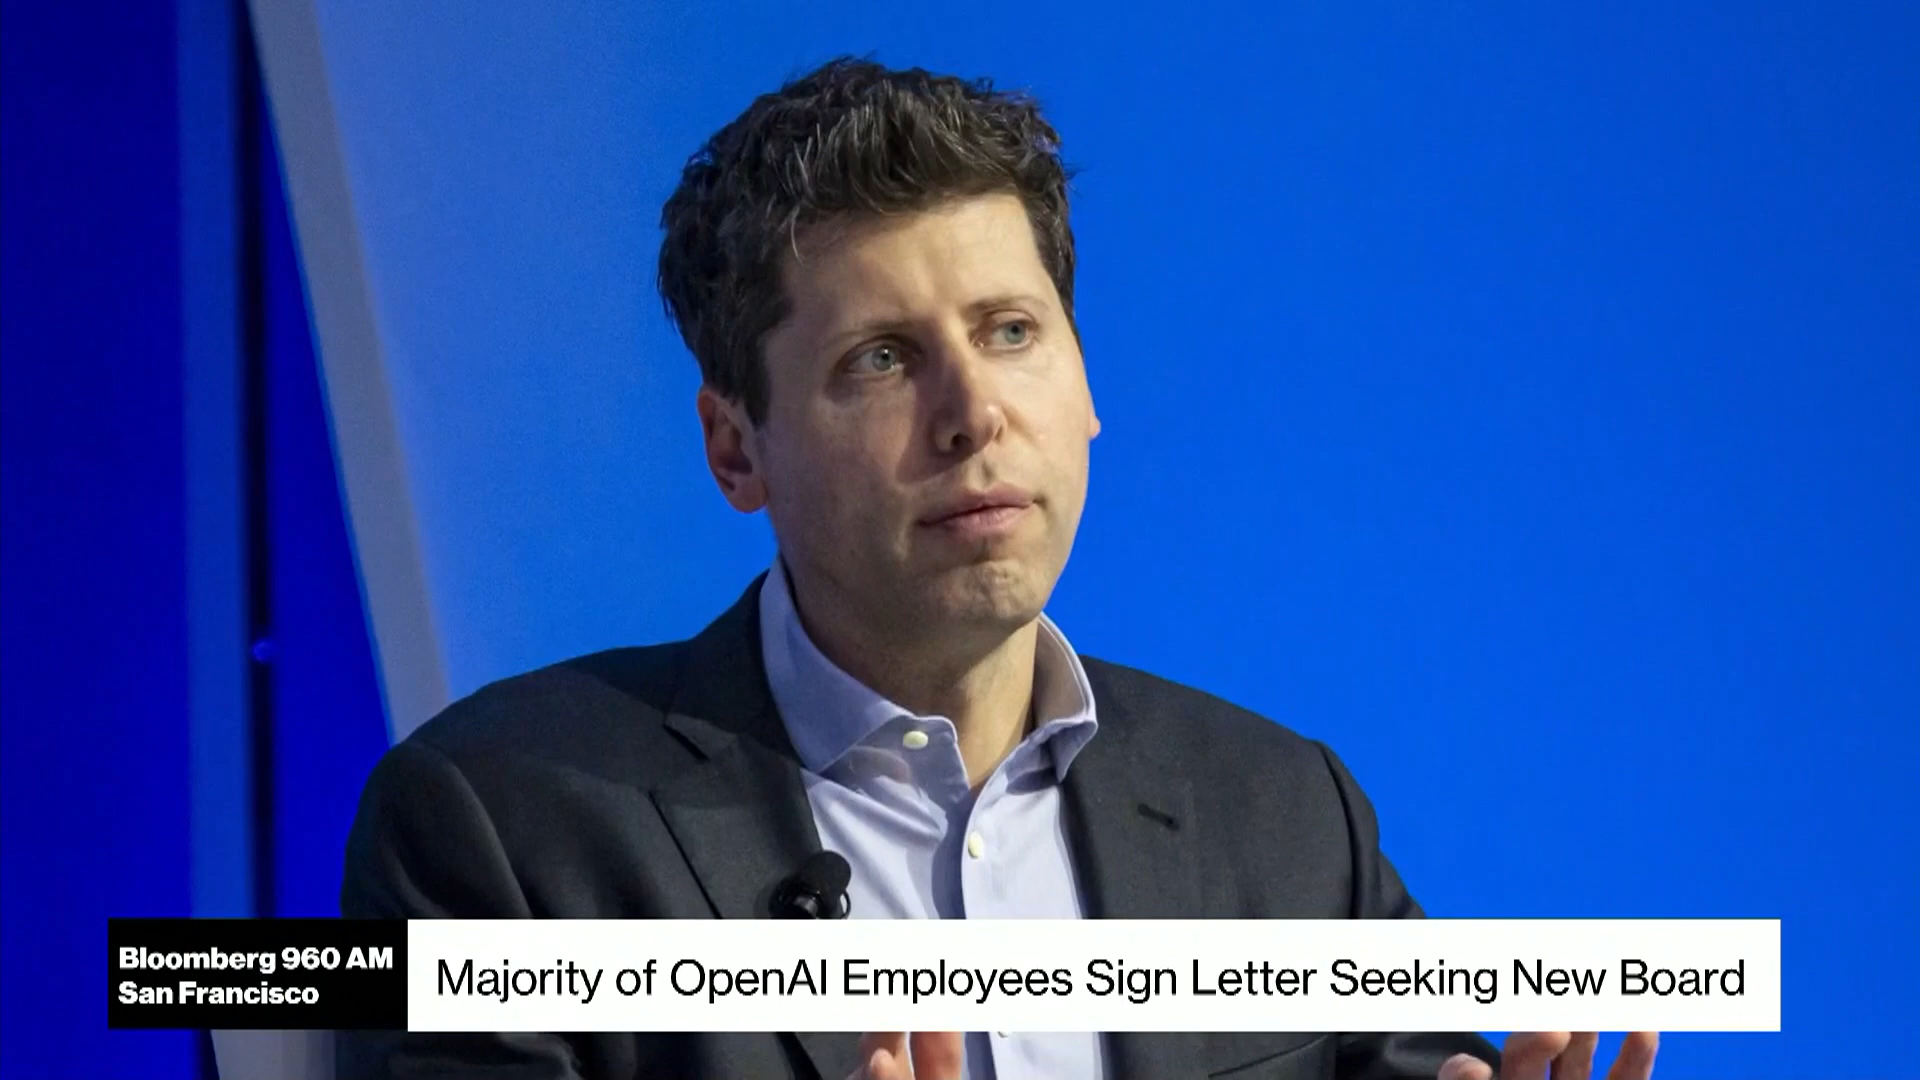 Bloomberg 960 AM
San Francisco
Majority of OpenAI Employees Sign Letter Seeking New Board